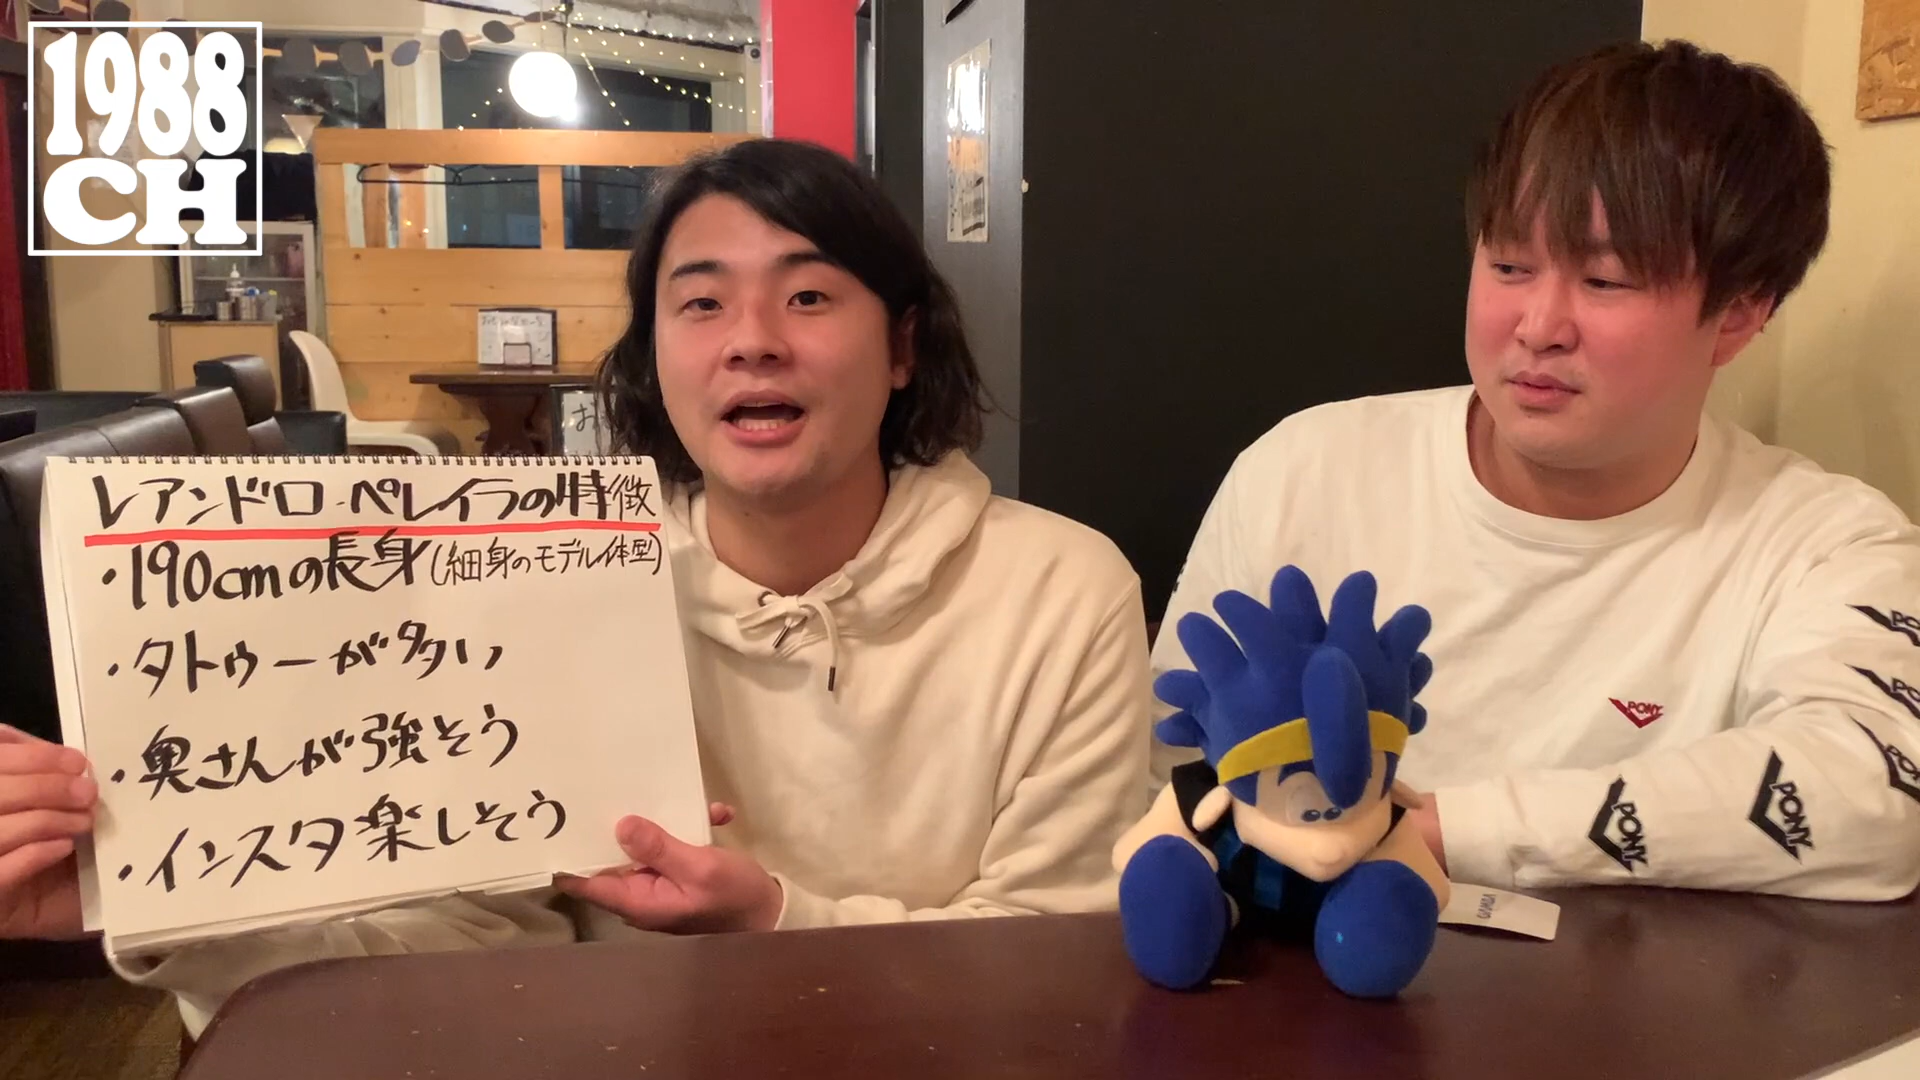 1988
CH
レアンドロ・ペレイラの特徴
・190cmの長身(細身のモデル体型)
・タトゥーが多い
・奥さんが強そう
・インスタ楽しそう
お
PONY
PONY
PONY
GAMBA